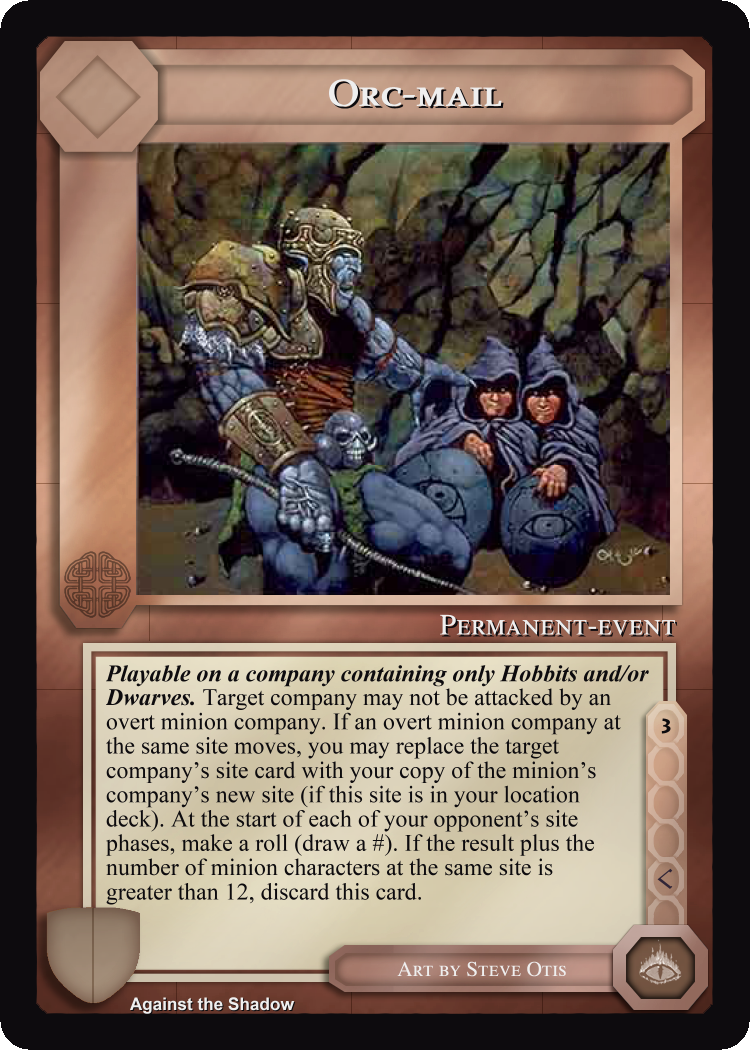 Orc-mail
Permanent-event
Playable on a company containing only Hobbits and/or
Dwarves. Target company may not be attacked by an
overt minion company. If an overt minion company at
the same site moves, you may replace the target
company’s site card with your copy of the minion’s
company’s new site (if this site is in your location
deck). At the start of each of your opponent’s site
phases, make a roll (draw a #). If the result plus the
number of minion characters at the same site is
greater than 12, discard this card.
3
Art by Steve Otis
Against the Shadow